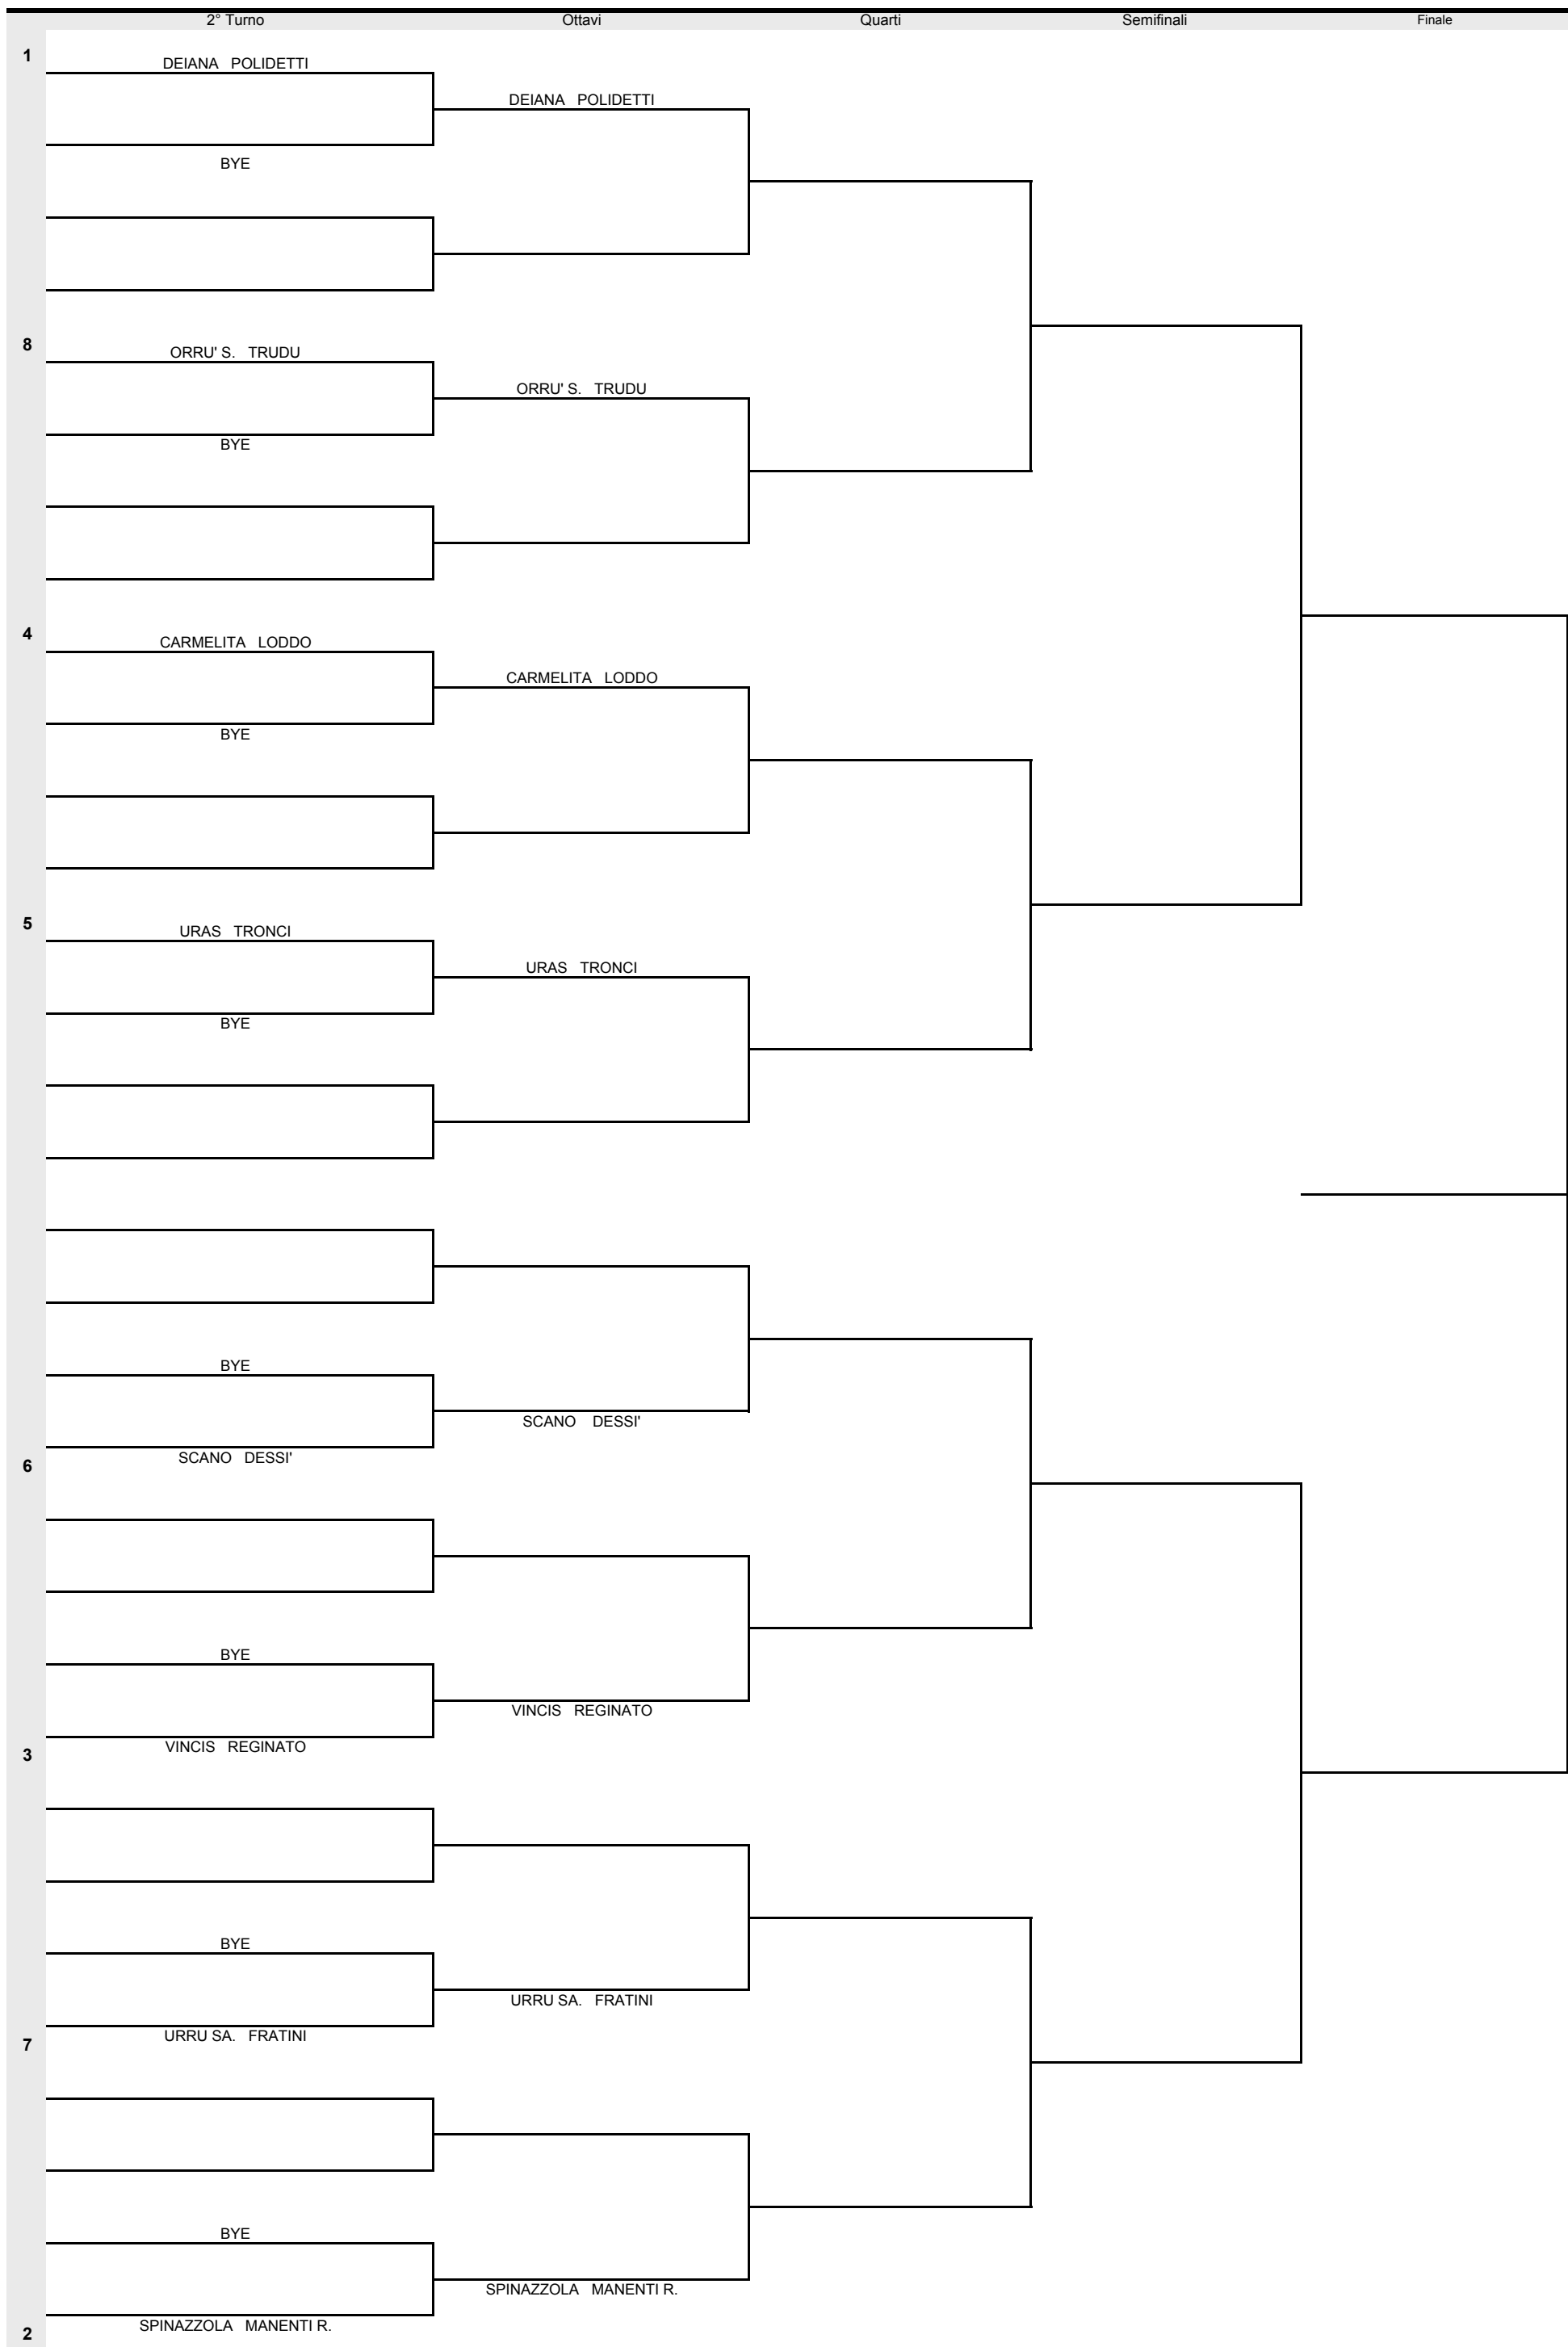 2° Turno Ottavi Quarti Semifinali Finale
1
DEIANA POLIDETTI
DEIANA POLIDETTI
BYE
8
ORRU' S. TRUDU
ORRU' S. TRUDU
BYE
4
CARMELITA LODDO
CARMELITA LODDO
BYE
5
URAS TRONCI
URAS TRONCI
BYE
BYE
SCANO DESSI'
SCANO DESSI'
6
BYE
VINCIS REGINATO
VINCIS REGINATO
3
BYE
URRU SA. FRATINI
URRU SA. FRATINI
7
BYE
SPINAZZOLA MANENTI R.
SPINAZZOLA MANENTI R.
2